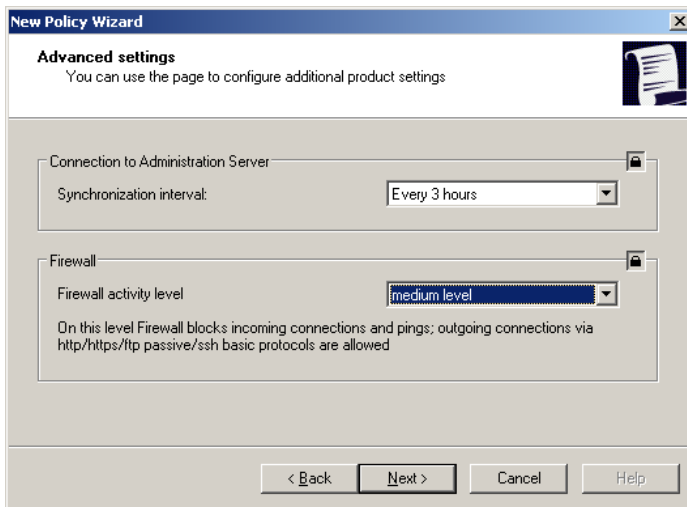 New Policy Wizard
Advanced settings
You can use the page to configure additional product settings
Connection to Administration Server
Synchronization interval:
Every 3 hours
Firewall
Firewall activity level
medium level
On this level Firewall blocks incoming connections and pings; outgoing connections via
http/https/ftp passive/ssh basic protocols are allowed
< Back
Next >
Cancel
Help